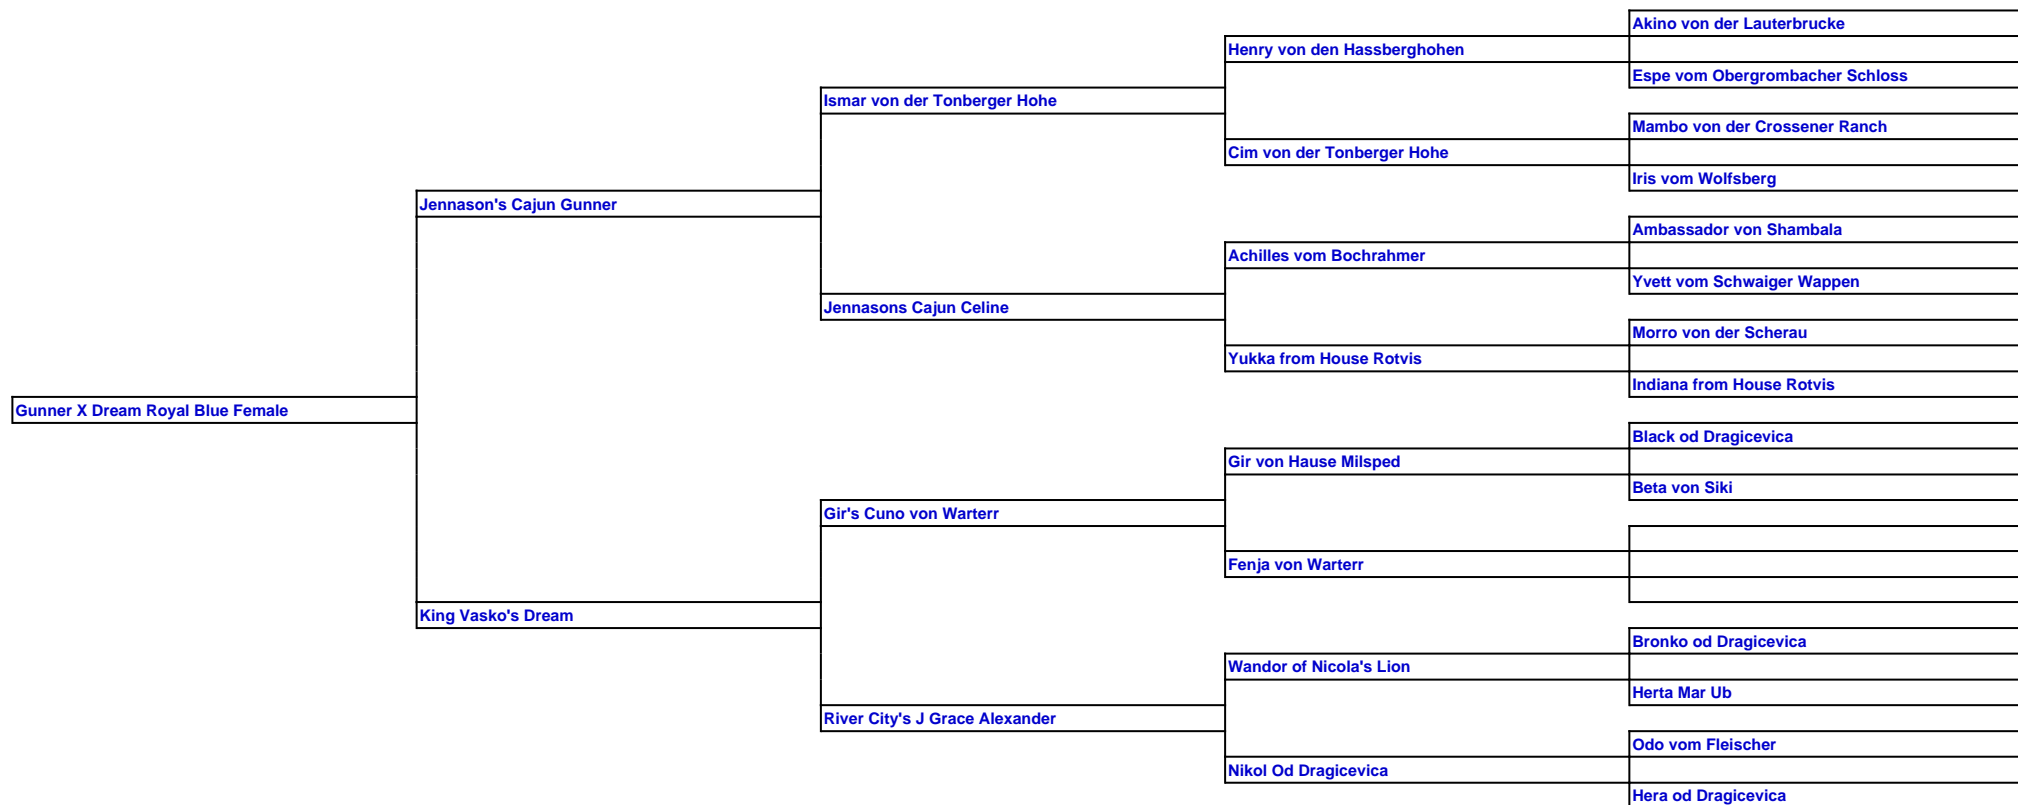 Akino von der Lauterbrucke
Henry von den Hassberghohen
Espe vom Obergrombacher Schloss
Ismar von der Tonberger Hohe
Mambo von der Crossener Ranch
Cim von der Tonberger Hohe
Iris vom Wolfsberg
Jennason's Cajun Gunner
Ambassador von Shambala
Achilles vom Bochrahmer
Yvett vom Schwaiger Wappen
Jennasons Cajun Celine
Morro von der Scherau
Yukka from House Rotvis
Indiana from House Rotvis
Gunner X Dream Royal Blue Female
Black od Dragicevica
Gir von Hause Milsped
Beta von Siki
Gir's Cuno von Warterr
Fenja von Warterr
King Vasko's Dream
Bronko od Dragicevica
Wandor of Nicola's Lion
Herta Mar Ub
River City's J Grace Alexander
Odo vom Fleischer
Nikol Od Dragicevica
Hera od Dragicevica